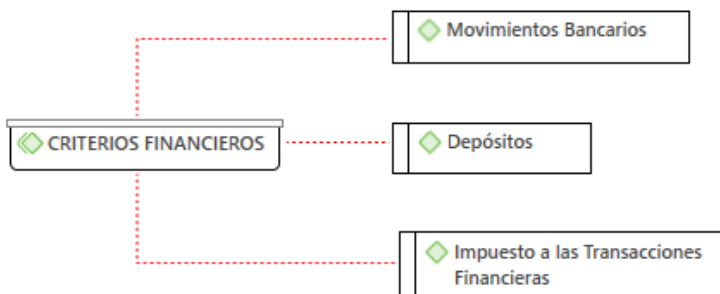 Movimientos Bancarios
CRITERIOS FINANCIEROS
Depósitos
Impuesto a las Transacciones
Financieras